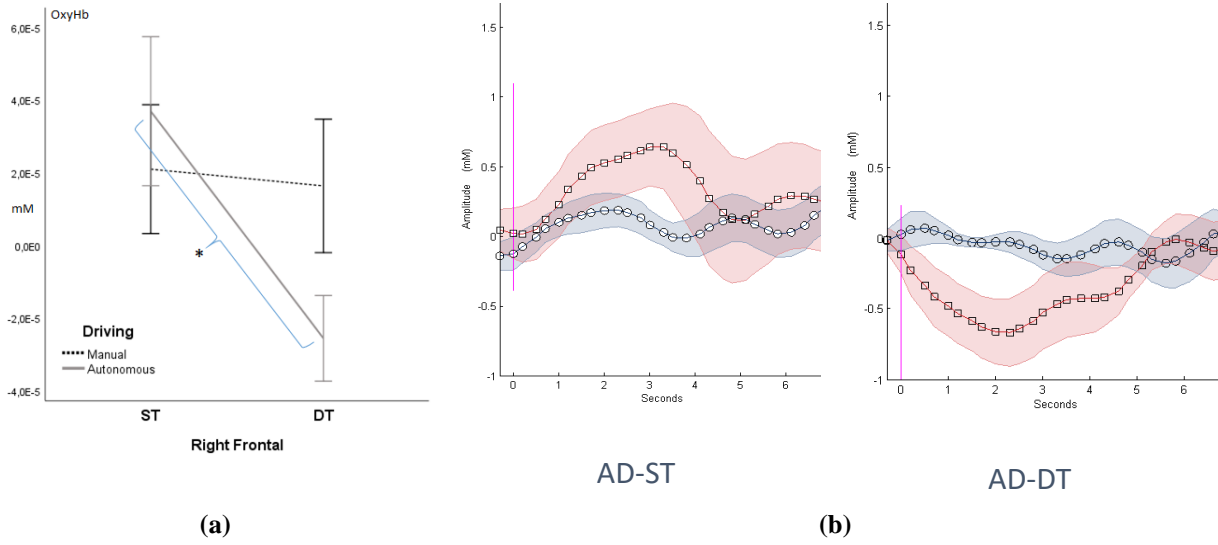 OxyHb
6,0E-5
4,0E-5
2,0E-5
mM
0,0E0
-2,0E-5
-4,0E-5
*
Driving
Manual
Autonomous
ST DT
Right Frontal
(a)
1.5
1
0.5
0
-0.5
-1
Amplitude (mM)
0 1 2 3 4 5 6
Seconds
AD-ST
1.5
1
0.5
0
-0.5
-1
Amplitude (mM)
0 1 2 3 4 5 6
Seconds
AD-DT
(b)